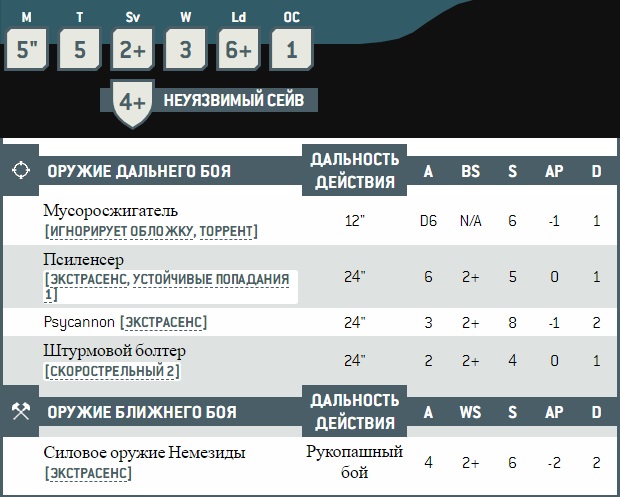 M T Sv W Ld OC
5" 5 2+ 3 6+ 1
4+ НЕУЯЗВИМЫЙ СЕЙВ
ОРУЖИЕ ДАЛЬНЕГО БОЯ ДАЛЬНОСТЬ ДЕЙСТВИЯ A BS S AP D
Мусоросжигатель
[ИГНОРИРУЕТ ОБЛОЖКУ, ТОРРЕНТ] 12” D6 N/A 6 -1 1
Псиленсер
[ЭКСТРАСЕНС, УСТОЙЧИВЫЕ ПОПАДАНИЯ
1] 24” 6 2+ 5 0 1
Psycannon [ЭКСТРАСЕНС] 24” 3 2+ 8 -1 2
Штурмовой болтер
[СКОРОСТРЕЛЬНЫЙ 2] 24” 2 2+ 4 0 1
ОРУЖИЕ БЛИЖНЕГО БОЯ ДАЛЬНОСТЬ ДЕЙСТВИЯ A WS S AP D
Силовое оружие Немезиды
[ЭКСТРАСЕНС] Рукопашный бой 4 2+ 6 -2 2